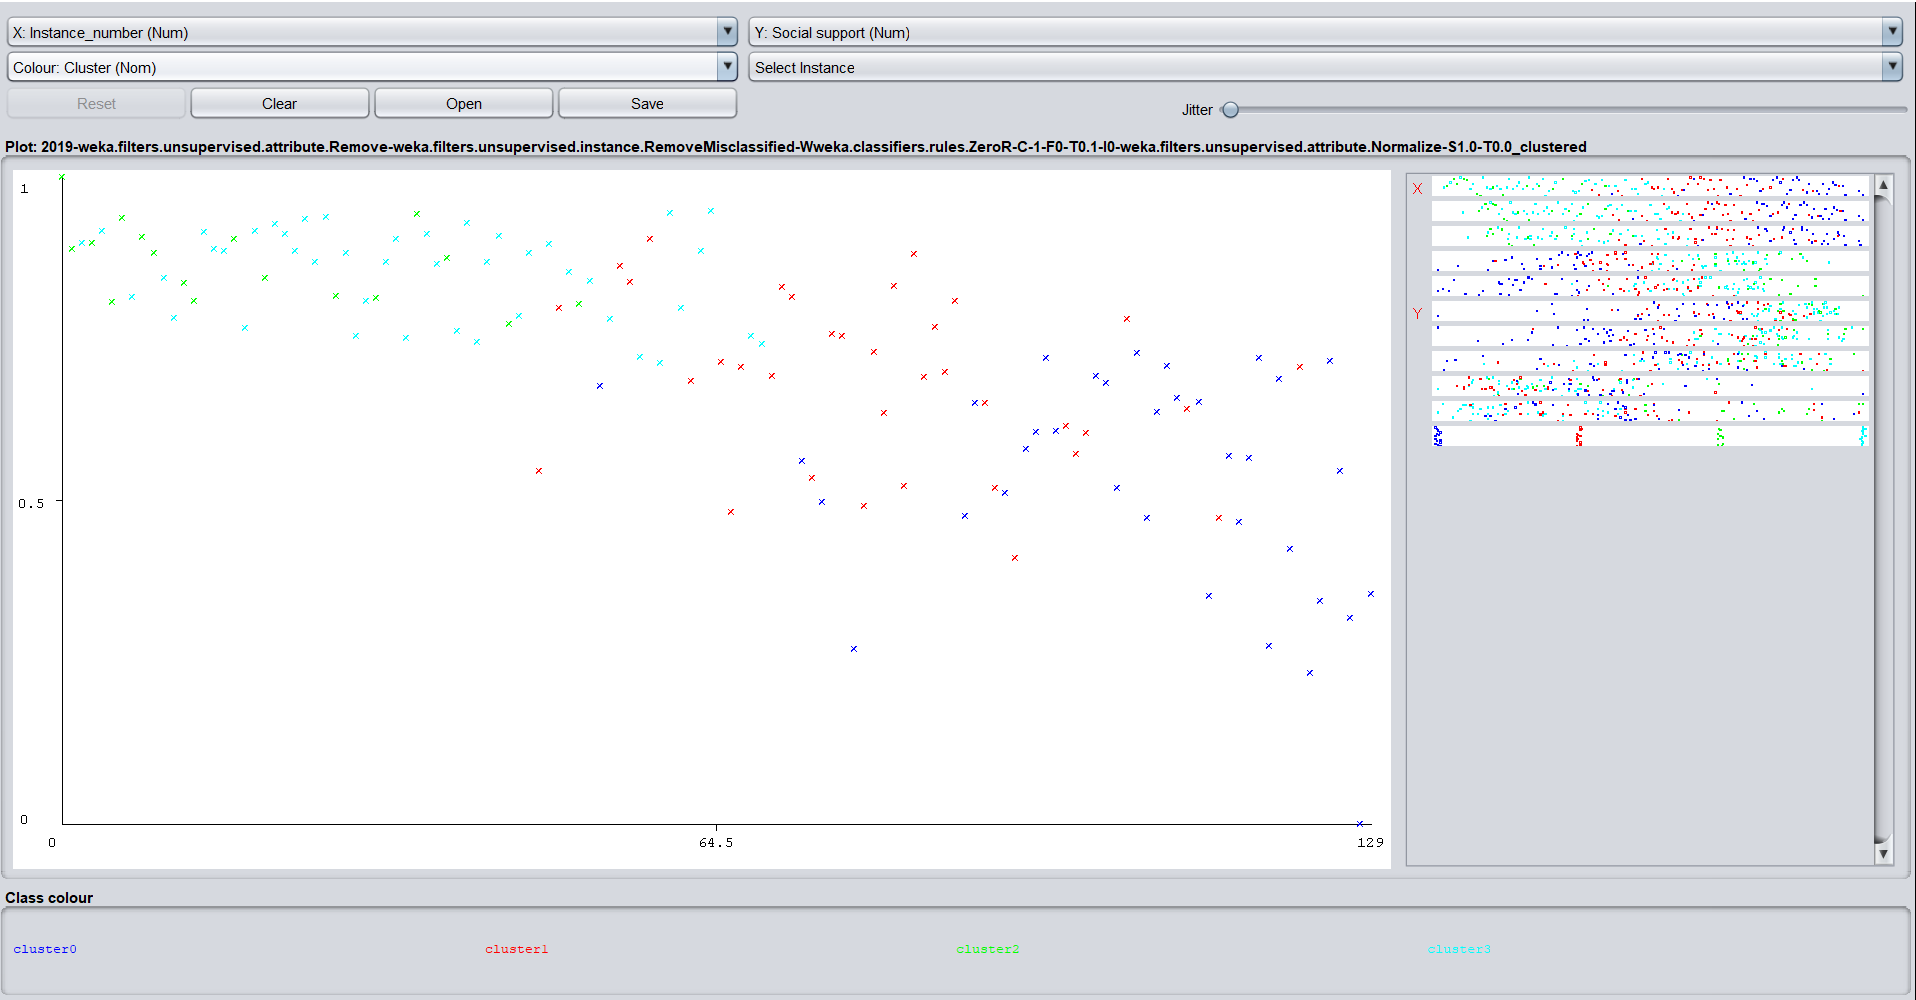 X: Instance_number (Num)
Y: Social support (Num)
Colour: Cluster (Nom)
Select Instance
Reset
Clear
Open
Save
Jitter
Plot: 2019-weka.filters.unsupervised.attribute.Remove-weka.filters.unsupervised.instance.RemoveMisclassified-Wweka.classifiers.rules.ZeroR-C-1-F0-T0.1-I0-weka.filters.unsupervised.attribute.Normalize-S1.0-T0.0_clustered
1
0.5
0
0
64.5
129
X
Y
Class colour
cluster0
cluster1
cluster2
cluster3